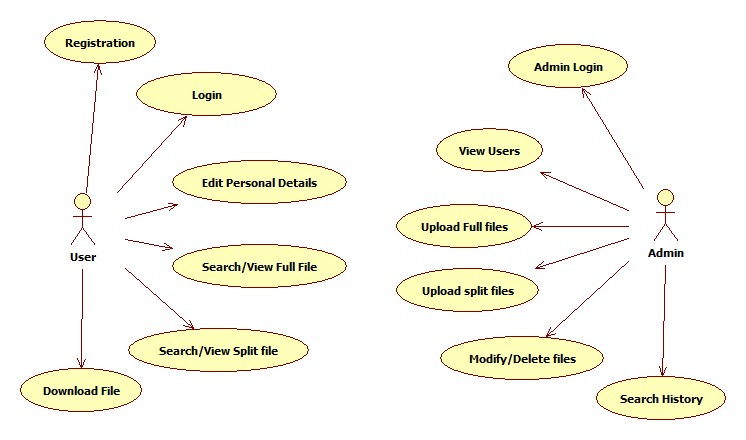 Registration
Login
Edit Personal Details
User
Search/View Full File
Search/View Split file
Download File
Admin Login
View Users
Upload Full files
Admin
Upload split files
Modify/Delete files
Search History